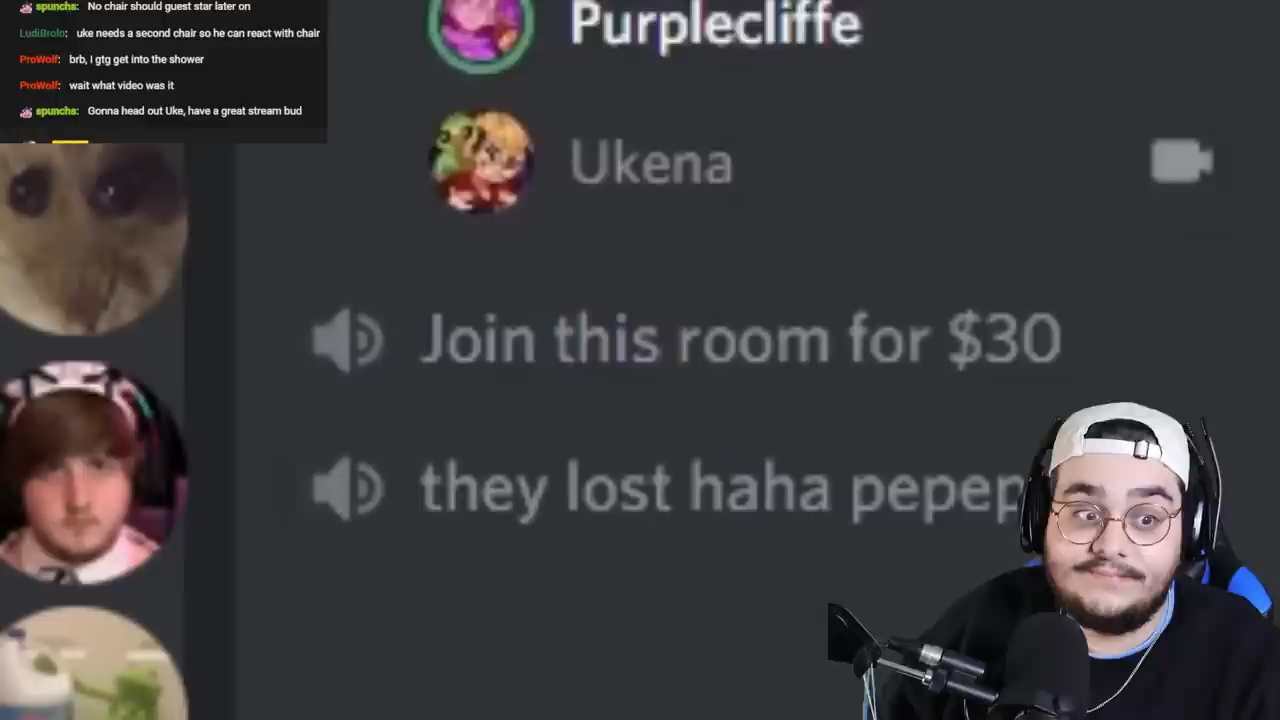 spunchs: No chair should guest star later on
LudiBrolo: uke needs a second chair so he can react with chair
ProWolf: brb, I gtg get into the shower
ProWolf: wait what video was it
spunchs: Gonna head out Uke, have a great stream bud
Purplecliffe
Ukena
Join this room for $30
they lost haha pepep